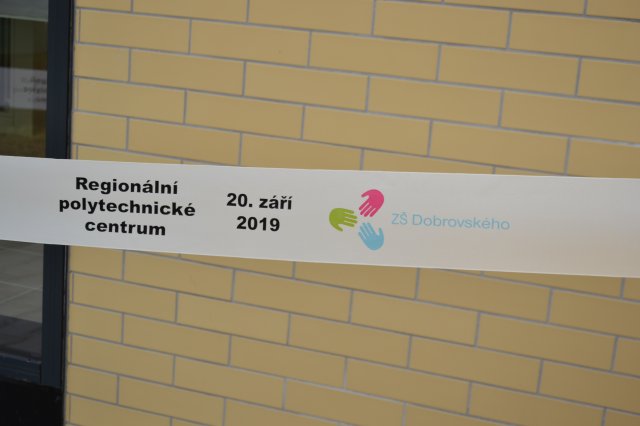 Regionální
polytechnické
centrum
20. září
2019
ZŠ Dobrovského